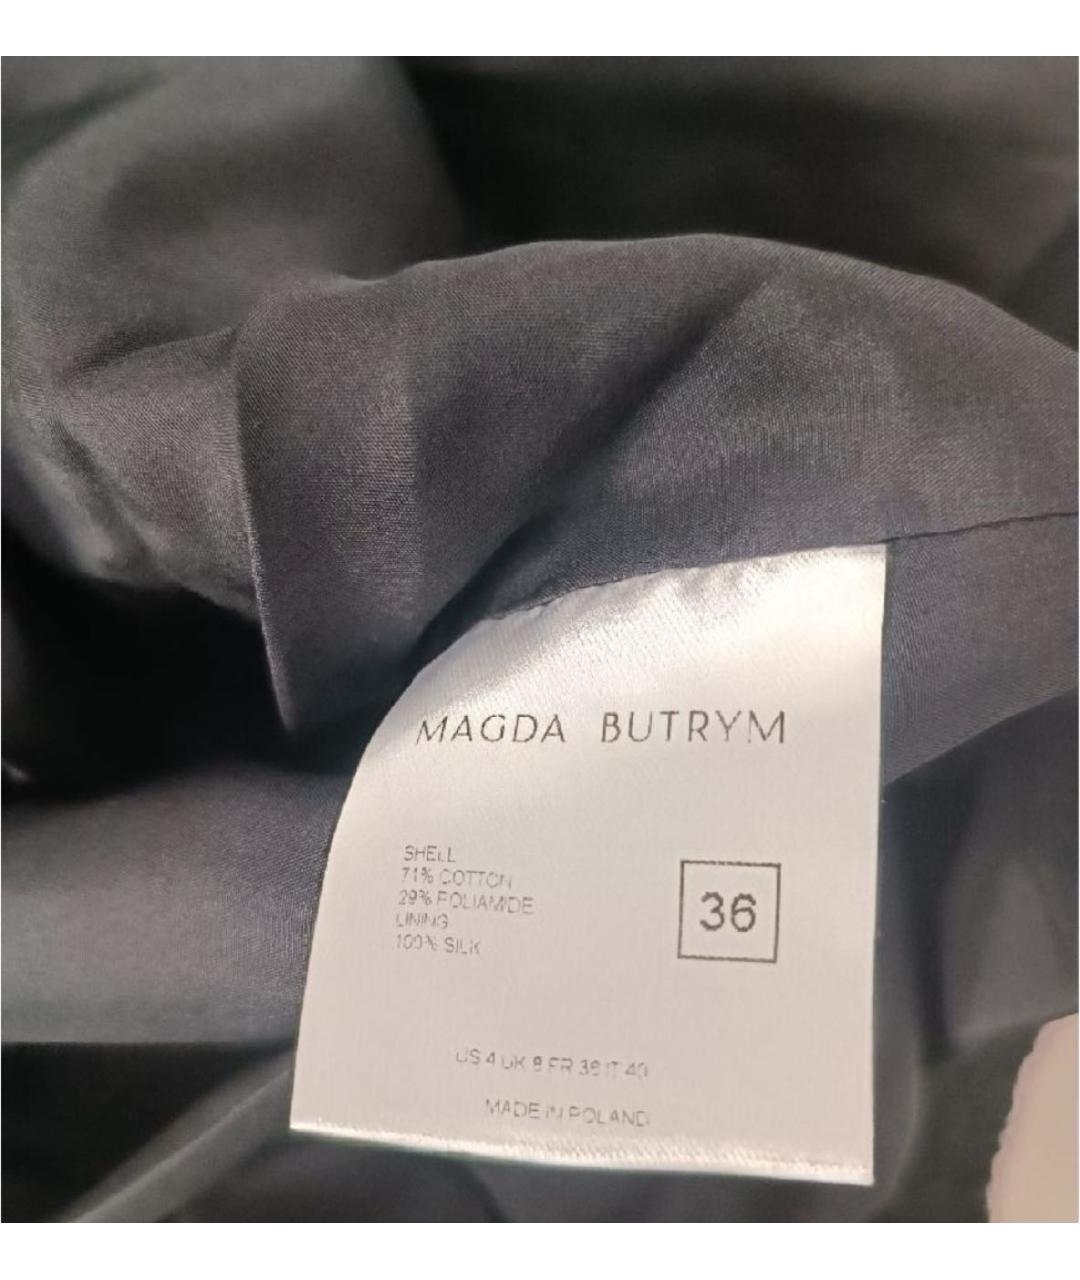 MAGDA BUTRYM
SHELL
71% COTTON
29% POLIAMIDE
LINING
100% SILK
36
US 4 UK 8 FR 36 IT 40
MADE IN POLAND